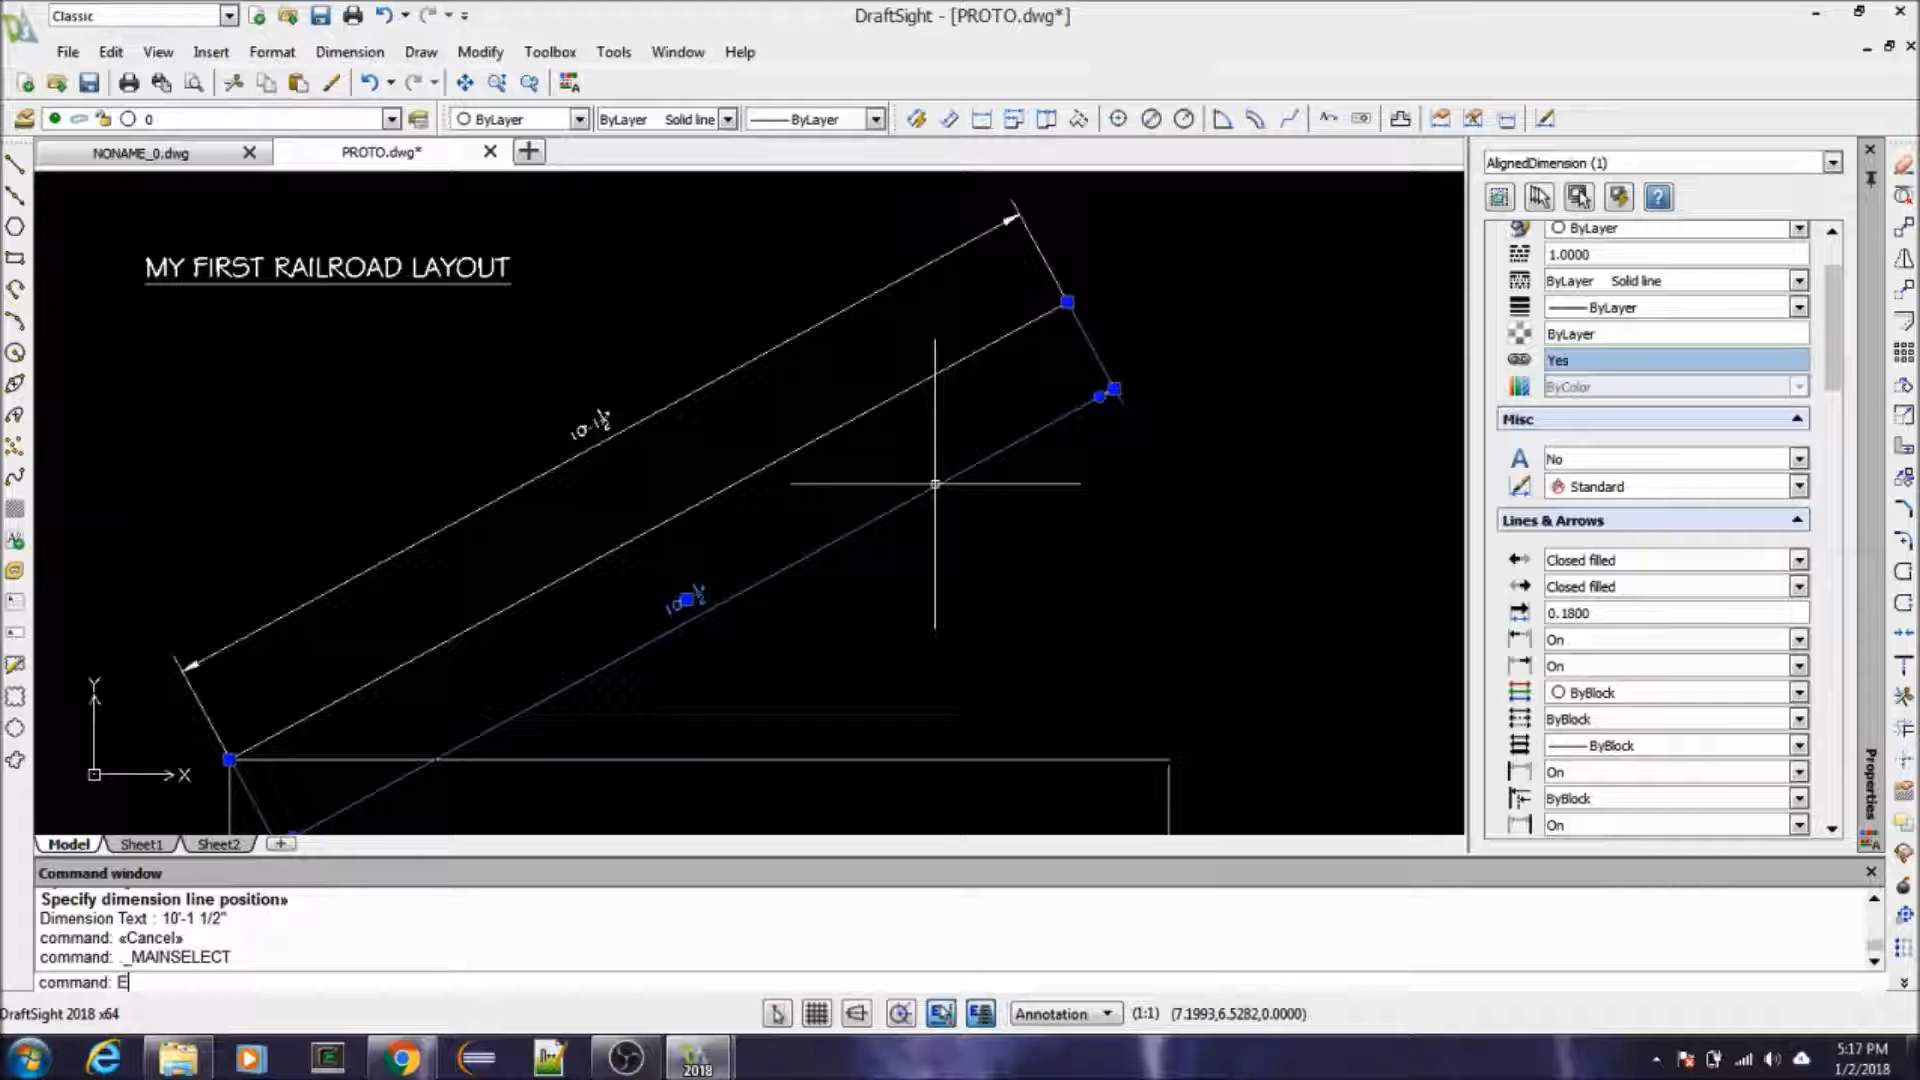 Classic
DraftSight - [PROTO.dwg*]
File Edit View Insert Format Dimension Draw Modify Toolbox Tools Window Help
0 ByLayer ByLayer Solid line ByLayer
NONAME_0.dwg PROTO.dwg*
AlignedDimension (1)
ByLayer
1.0000
ByLayer Solid line
ByLayer
ByLayer
Yes
ByColor
Misc
No
Standard
Lines & Arrows
Closed filled
Closed filled
0.1800
On
On
ByBlock
ByBlock
ByBlock
On
ByBlock
On
Properties
MY FIRST RAILROAD LAYOUT
Y
X
Model Sheet1 Sheet2
Command window
Specify dimension line position»
Dimension Text : 10'-1 1/2"
command: «Cancel»
command: ._MAINSELECT
command: E
DraftSight 2018 x64
Annotation (1:1) (7.1993,6.5282,0.0000)
2018
5:17 PM
1/2/2018